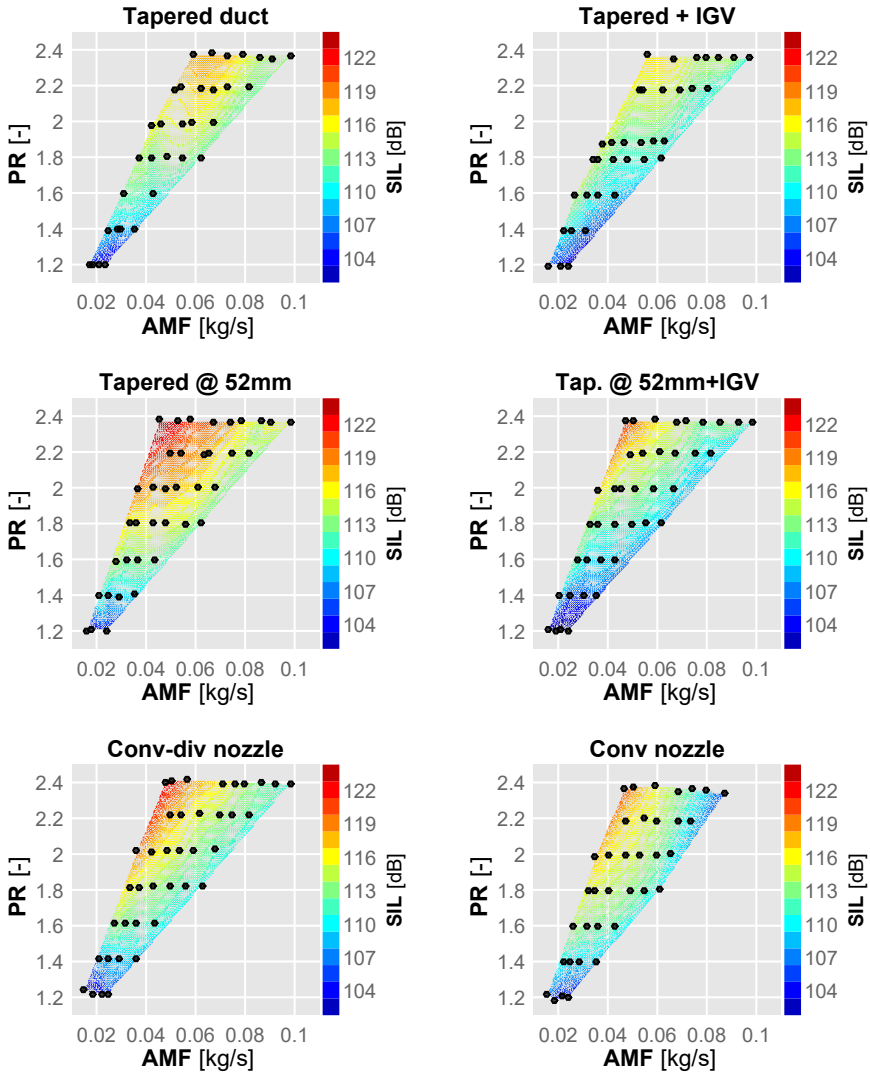 Tapered duct
2.4
2.2
2
1.8
1.6
1.4
1.2
PR [-]
0.02 0.04 0.06 0.08 0.1
AMF [kg/s]
122
119
116
113
110
107
104
SIL [dB]
Tapered + IGV
2.4
2.2
2
1.8
1.6
1.4
1.2
PR [-]
0.02 0.04 0.06 0.08 0.1
AMF [kg/s]
122
119
116
113
110
107
104
SIL [dB]
Tapered @ 52mm
2.4
2.2
2
1.8
1.6
1.4
1.2
PR [-]
0.02 0.04 0.06 0.08 0.1
AMF [kg/s]
122
119
116
113
110
107
104
SIL [dB]
Tap. @ 52mm+IGV
2.4
2.2
2
1.8
1.6
1.4
1.2
PR [-]
0.02 0.04 0.06 0.08 0.1
AMF [kg/s]
122
119
116
113
110
107
104
SIL [dB]
Conv-div nozzle
2.4
2.2
2
1.8
1.6
1.4
1.2
PR [-]
0.02 0.04 0.06 0.08 0.1
AMF [kg/s]
122
119
116
113
110
107
104
SIL [dB]
Conv nozzle
2.4
2.2
2
1.8
1.6
1.4
1.2
PR [-]
0.02 0.04 0.06 0.08 0.1
AMF [kg/s]
122
119
116
113
110
107
104
SIL [dB]